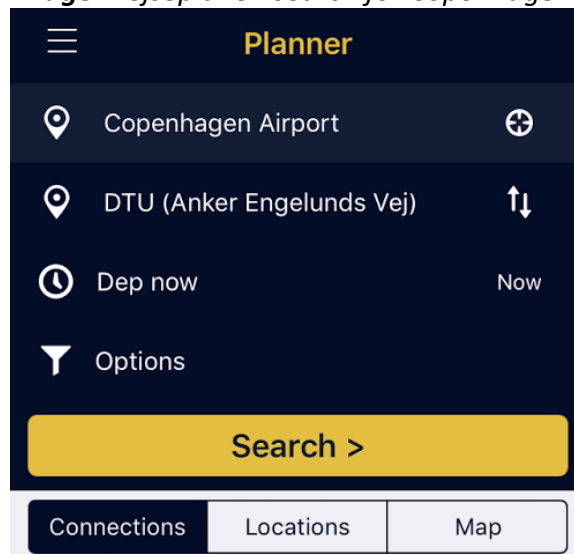 Planner
Copenhagen Airport
DTU (Anker Engelunds Vej)
Dep now Now
Options
Search >
Connections Locations Map